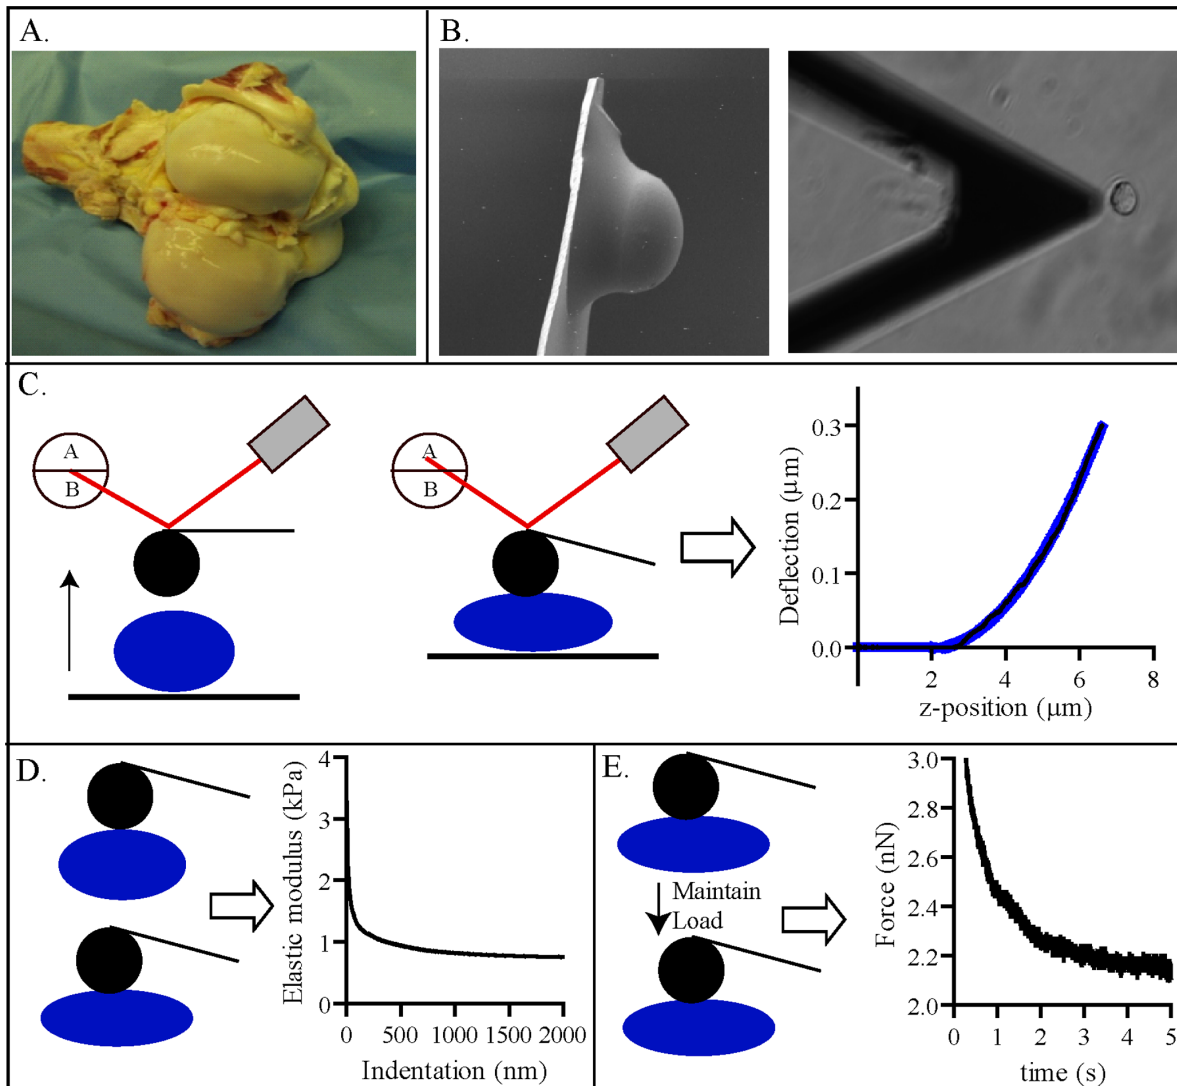 A.
B.
C.
A
B
A
B
Deflection (μm)
0.3
0.2
0.1
0.0
2 4 6 8
z-position (μm)
D.
Elastic modulus (kPa)
4
3
2
1
0
0 500 1000 1500 2000
Indentation (nm)
E.
Maintain
Load
Force (nN)
3.0
2.8
2.6
2.4
2.2
2.0
0 1 2 3 4 5
time (s)